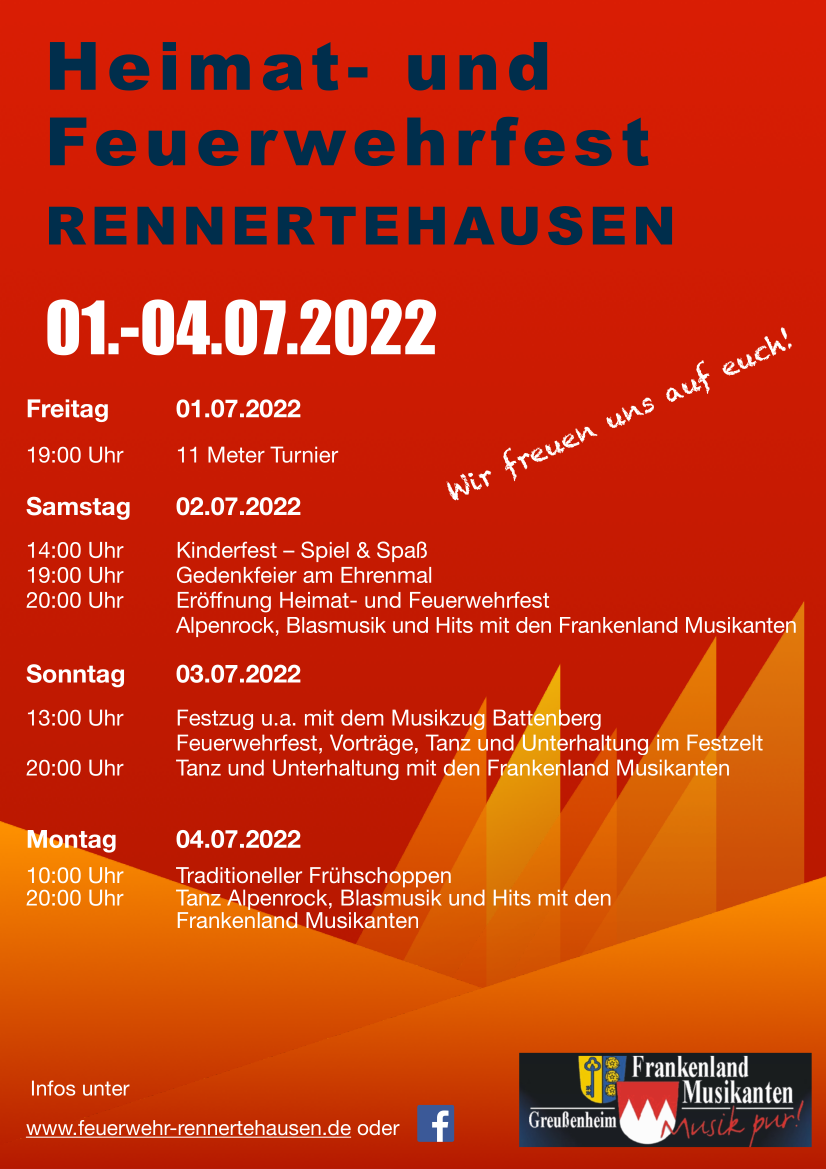 Heimat- und
Feuerwehrfest
RENNERTEHAUSEN
01.-04.07.2022
Wir freuen uns auf euch!
Freitag 01.07.2022
19:00 Uhr 11 Meter Turnier
Samstag 02.07.2022
14:00 Uhr Kinderfest – Spiel & Spaß
19:00 Uhr Gedenkfeier am Ehrenmal
20:00 Uhr Eröffnung Heimat- und Feuerwehrfest
Alpenrock, Blasmusik und Hits mit den Frankenland Musikanten
Sonntag 03.07.2022
13:00 Uhr Festzug u.a. mit dem Musikzug Battenberg
Feuerwehrfest, Vorträge, Tanz und Unterhaltung im Festzelt
20:00 Uhr Tanz und Unterhaltung mit den Frankenland Musikanten
Montag 04.07.2022
10:00 Uhr Traditioneller Frühschoppen
20:00 Uhr Tanz Alpenrock, Blasmusik und Hits mit den
Frankenland Musikanten
Infos unter
www.feuerwehr-rennertehausen.de oder f
Frankenland
Musikanten
Greußenheim
Musik pur!